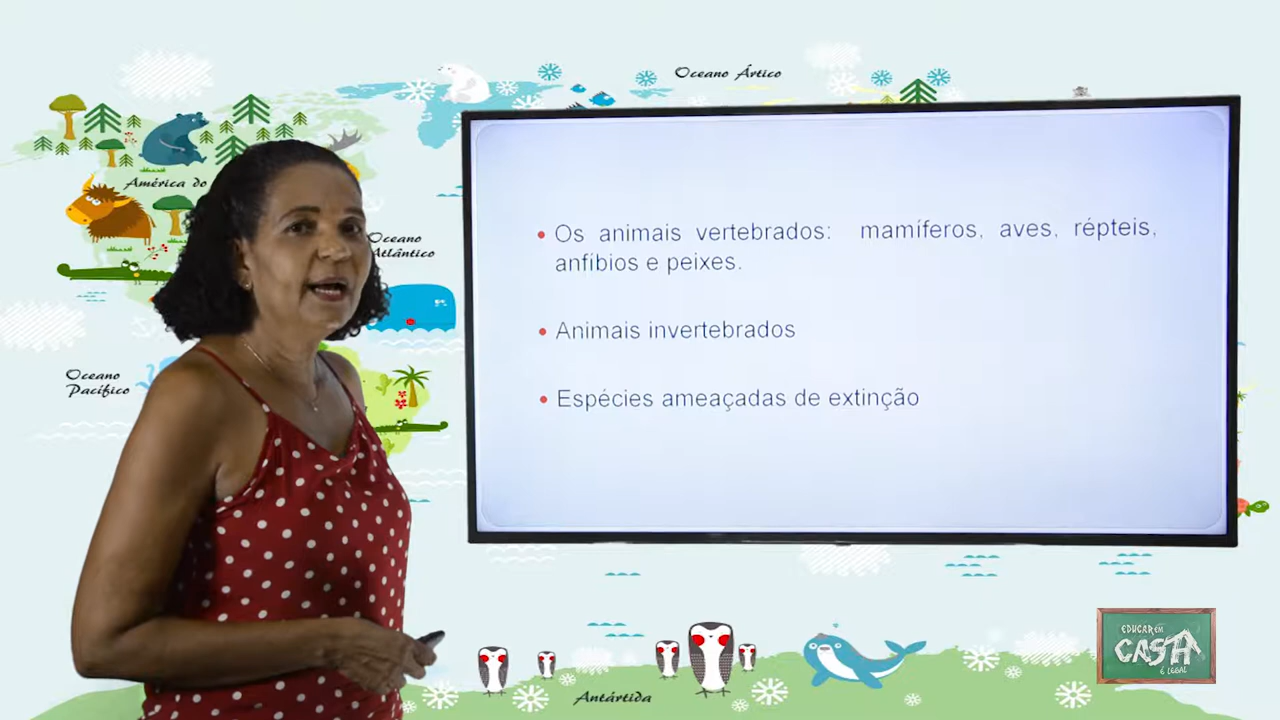 Oceano Ártico
América do
Oceano
Atlântico
Oceano
Pacífico
Os animais vertebrados: mamíferos, aves, répteis,
anfíbios e peixes.
Animais invertebrados
Espécies ameaçadas de extinção
Antártida
EDUCAR EM
CASA
É LEGAL